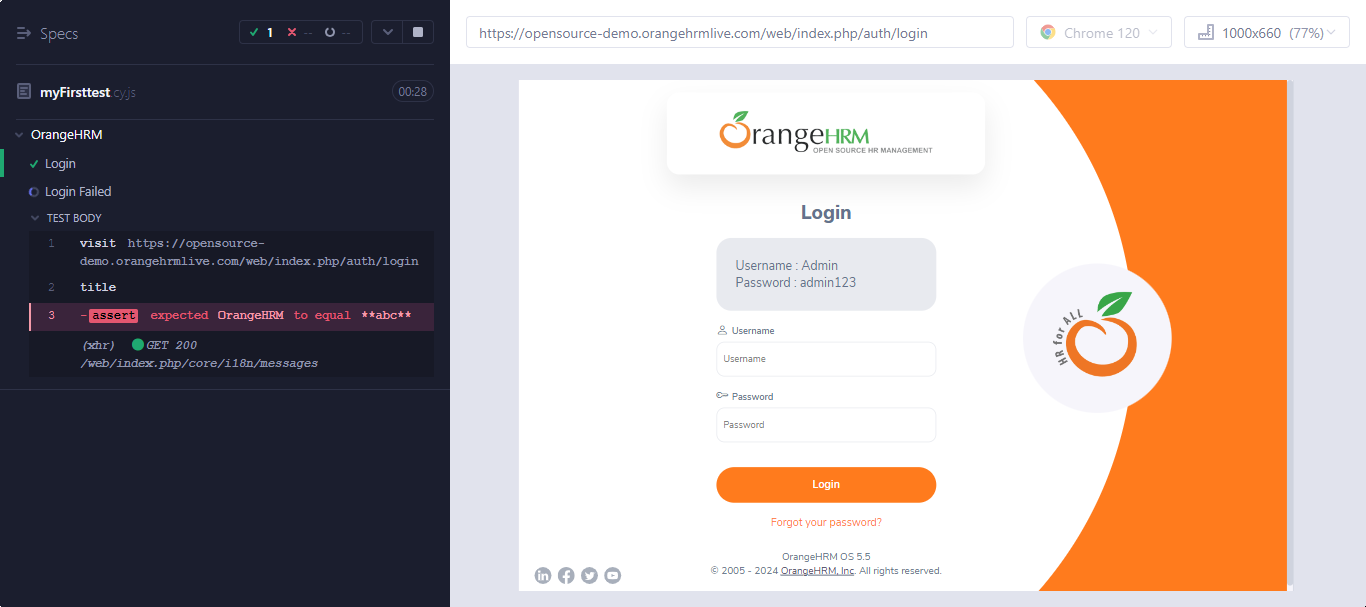 Specs
1 -- --
myFirsttest cy.js
00:28
OrangeHRM
Login
Login Failed
TEST BODY
1 visit https://opensource-
demo.orangehrmlive.com/web/index.php/auth/login
2 title
3 -assert expected OrangeHRM to equal **abc**
(xhr) GET 200
/web/index.php/core/i18n/messages
https://opensource-demo.orangehrmlive.com/web/index.php/auth/login
Chrome 120
1000x660 (77%)
OrangeHRM
OPEN SOURCE HR MANAGEMENT
Login
Username : Admin
Password : admin123
Username
Username
Password
Password
Login
Forgot your password?
OrangeHRM OS 5.5
© 2005 - 2024 OrangeHRM, Inc. All rights reserved.
HR for ALL